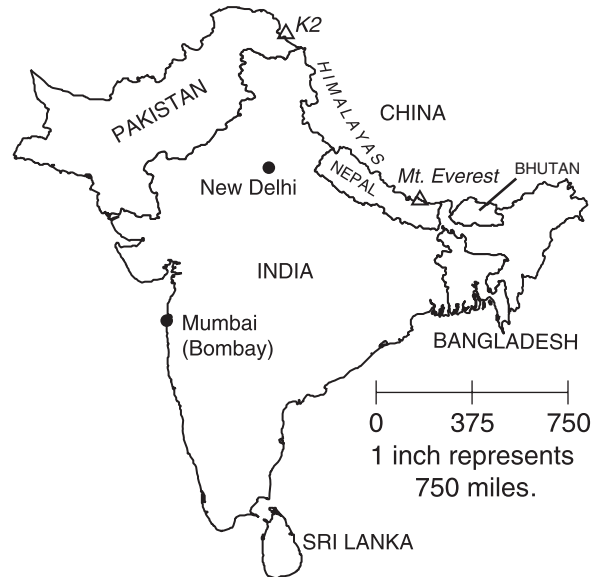 K2
HIMALAYAS
PAKISTAN
CHINA
NEPAL
Mt. Everest
BHUTAN
New Delhi
INDIA
Mumbai
(Bombay)
BANGLADESH
0 375 750
1 inch represents
750 miles.
SRI LANKA